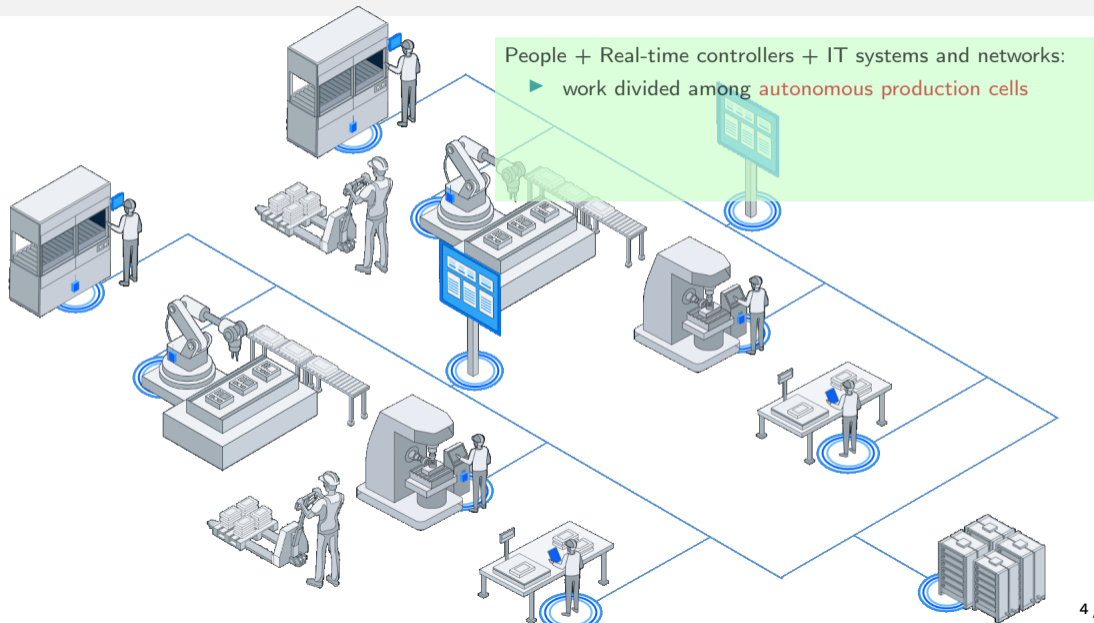 People + Real-time controllers + IT systems and networks:
► work divided among autonomous production cells
4